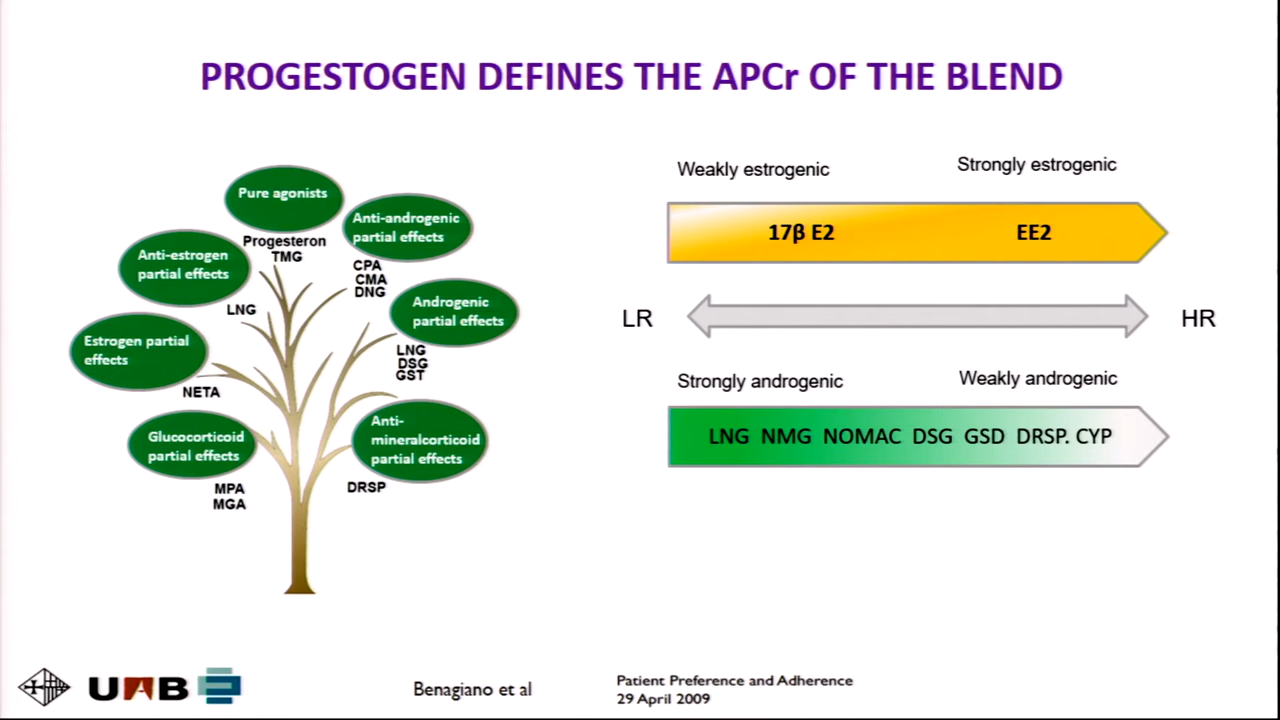 PROGESTOGEN DEFINES THE APCr OF THE BLEND
Pure agonists
Progesteron
TMG
Anti-androgenic
partial effects
CPA
CMA
DNG
Anti-estrogen
partial effects
LNG
Androgenic
partial effects
LNG
DSG
GST
Estrogen partial
effects
NETA
Glucocorticoid
partial effects
MPA
MGA
Anti-
mineralcorticoid
partial effects
DRSP
Weakly estrogenic
Strongly estrogenic
17β E2
EE2
LR
HR
Strongly androgenic
Weakly androgenic
LNG NMG NOMAC DSG GSD DRSP. CYP
UAB
Benagiano et al
Patient Preference and Adherence
29 April 2009